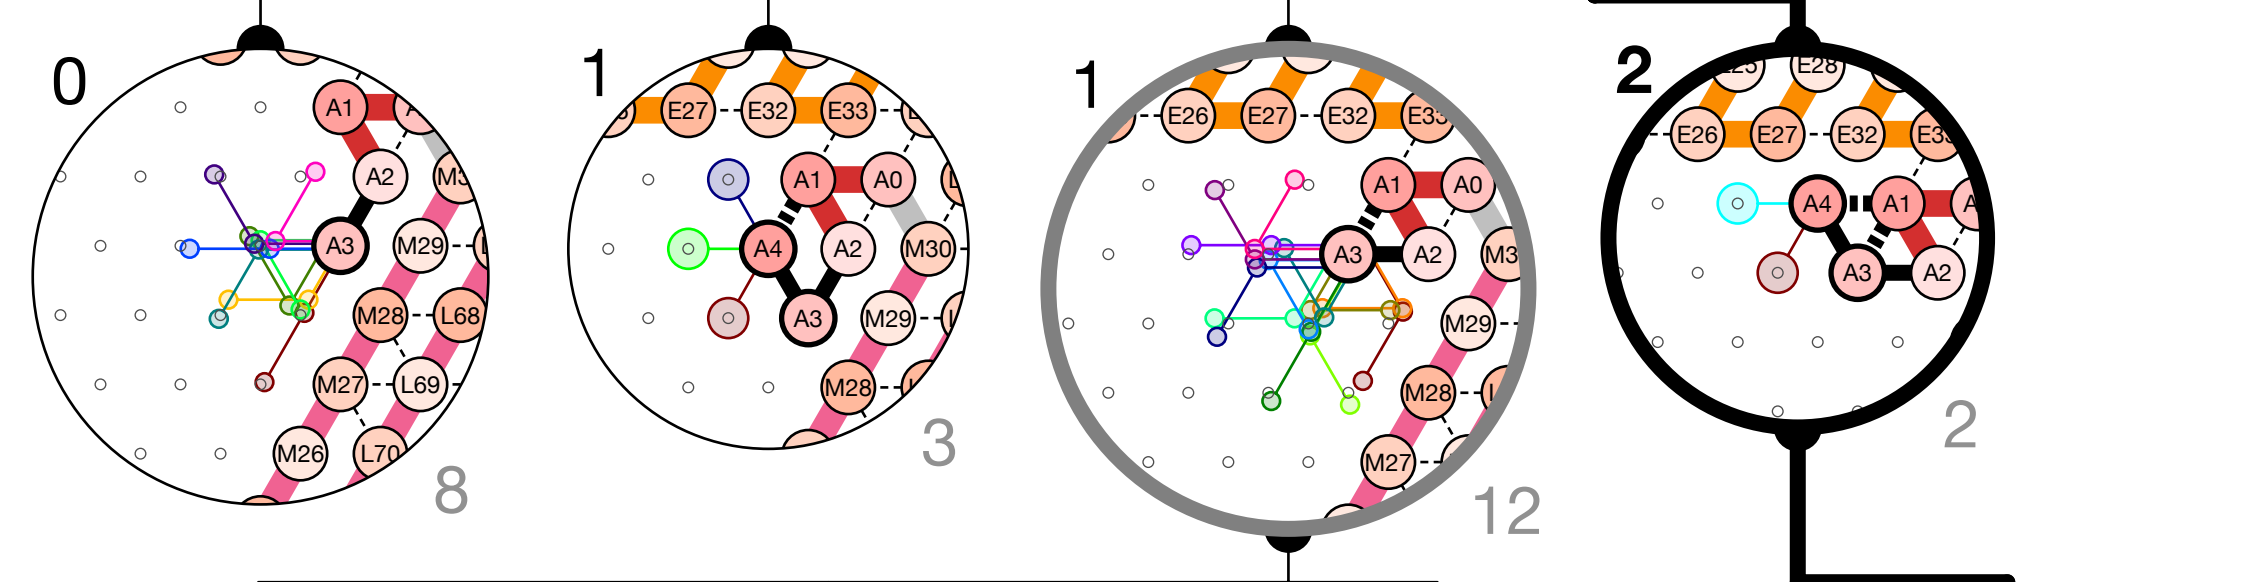 0
A1
A2
A3
M29
M28
L68
M27
L69
M26
L70
8
1
E27 E32 E33
A1 A0
A4 A2 M30
A3 M29
M28
3
1
E26 E27 E32 E33
A1 A0
A3 A2
M29
M28
M27
12
2
E28
E26 E27 E32
A4 A1
A3 A2
2